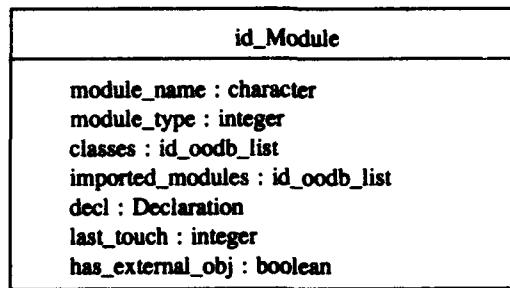 id_Module
module_name : character
module_type : integer
classes : id_oodb_list
imported_modules : id_oodb_list
decl : Declaration
last_touch : integer
has_external_obj : boolean